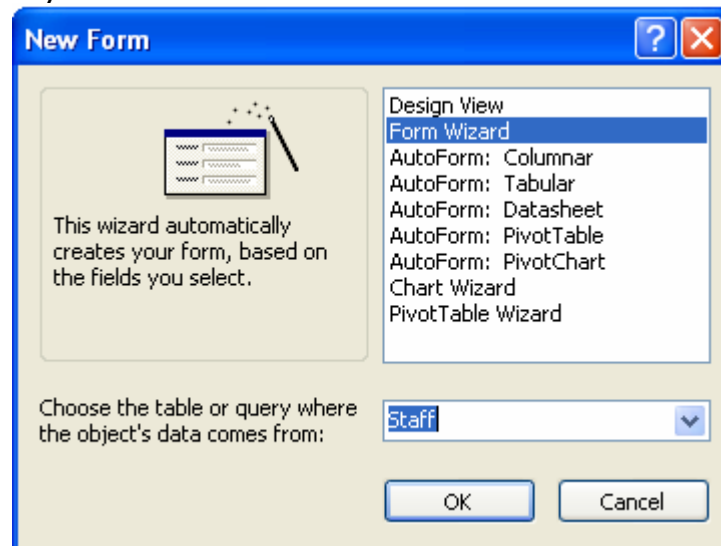 New Form
Design View
Form Wizard
AutoForm: Columnar
AutoForm: Tabular
AutoForm: Datasheet
AutoForm: PivotTable
AutoForm: PivotChart
Chart Wizard
PivotTable Wizard
This wizard automatically
creates your form, based on
the fields you select.
Choose the table or query where
the object's data comes from:
Staff
OK
Cancel